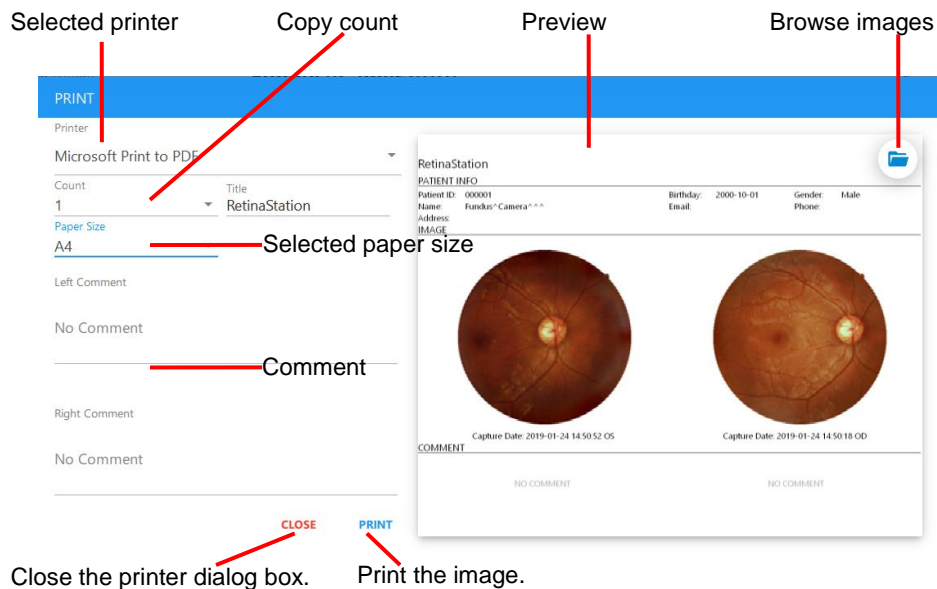 Selected printer Copy count Preview Browse images
PRINT
Printer
Microsoft Print to PDF
Count
1
Title
RetinaStation
Paper Size
A4
Selected paper size
Left Comment
No Comment
Comment
Right Comment
No Comment
CLOSE PRINT
RetinaStation
PATIENT INFO
Patient ID: 000001 Birthday: 2000-10-01 Gender: Male
Name: Fundus^Camera^^^ Email: Phone:
Address:
IMAGE
Capture Date: 2019-01-24 14:50:52 OS Capture Date: 2019-01-24 14:50:18 OD
COMMENT
NO COMMENT NO COMMENT
Close the printer dialog box. Print the image.